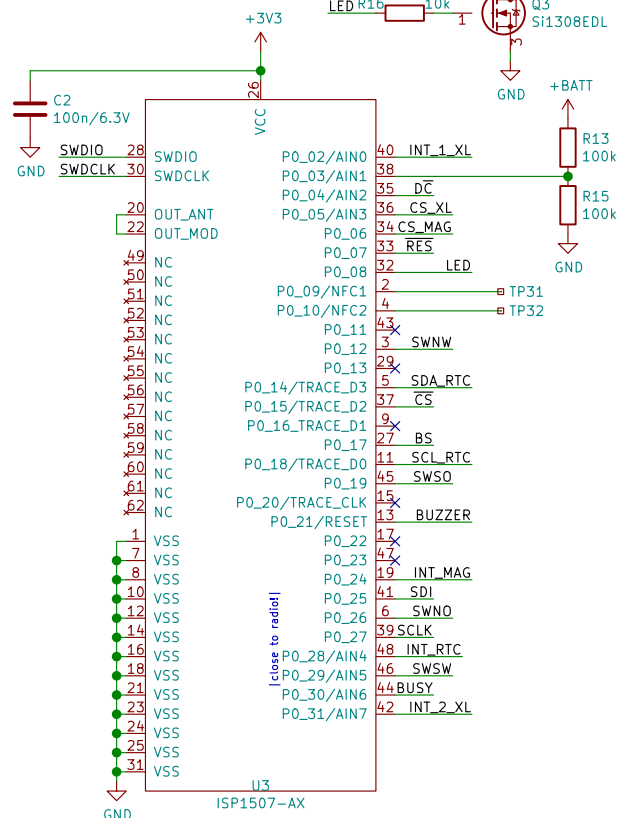 LED R16 10k Q3
1 Si1308EDL
3
+3V3
GND
+BATT
C2
100n/6.3V
GND
26
VCC
R13
100k
R15
100k
GND
SWDIO 28 SWDIO
SWDCLK 30 SWDCLK
20 OUT_ANT
22 OUT_MOD
49 NC
50 NC
51 NC
52 NC
53 NC
54 NC
55 NC
56 NC
57 NC
58 NC
59 NC
60 NC
61 NC
62 NC
1 VSS
7 VSS
8 VSS
10 VSS
12 VSS
14 VSS
16 VSS
18 VSS
21 VSS
23 VSS
24 VSS
25 VSS
31 VSS
GND
P0_02/AIN0 40 INT_1_XL
P0_03/AIN1 38
P0_04/AIN2 35 DC
P0_05/AIN3 36 CS_XL
P0_06 34 CS_MAG
P0_07 33 RES
P0_08 32 LED
P0_09/NFC1 2 TP31
P0_10/NFC2 4 TP32
P0_11 43
P0_12 3 SWNW
P0_13 29
P0_14/TRACE_D3 5 SDA_RTC
P0_15/TRACE_D2 37 CS
P0_16_TRACE_D1 9
P0_17 27 BS
P0_18/TRACE_D0 11 SCL_RTC
P0_19 45 SWSO
P0_20/TRACE_CLK 15
P0_21/RESET 13 BUZZER
P0_22 17
P0_23 47
P0_24 19 INT_MAG
P0_25 41 SDI
P0_26 6 SWNO
P0_27 39 SCLK
P0_28/AIN4 48 INT_RTC
P0_29/AIN5 46 SWSW
P0_30/AIN6 44 BUSY
P0_31/AIN7 42 INT_2_XL
|close to radio!|
U3
ISP1507-AX